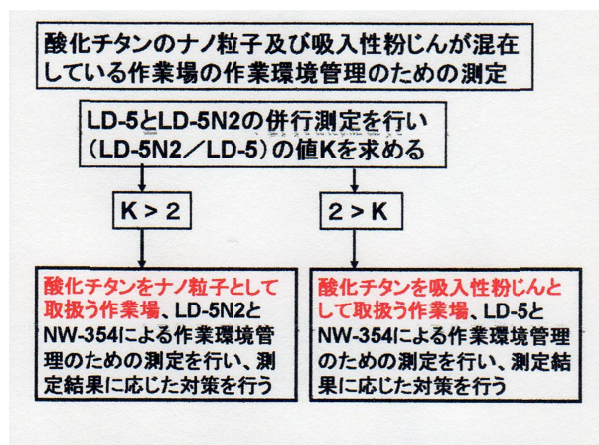 酸化チタンのナノ粒子及び吸入性粉じんが混在
している作業場の作業環境管理のための測定
LD-5とLD-5N2の併行測定を行い
(LD-5N2/LD-5)の値Kを求める
K > 2
2 > K
酸化チタンをナノ粒子として
取扱う作業場、LD-5N2と
NW-354による作業環境管
理のための測定を行い、測
定結果に応じた対策を行う
酸化チタンを吸入性粉じんと
して取扱う作業場、LD-5と
NW-354による作業環境管理
のための測定を行い、測定結
果に応じた対策を行う